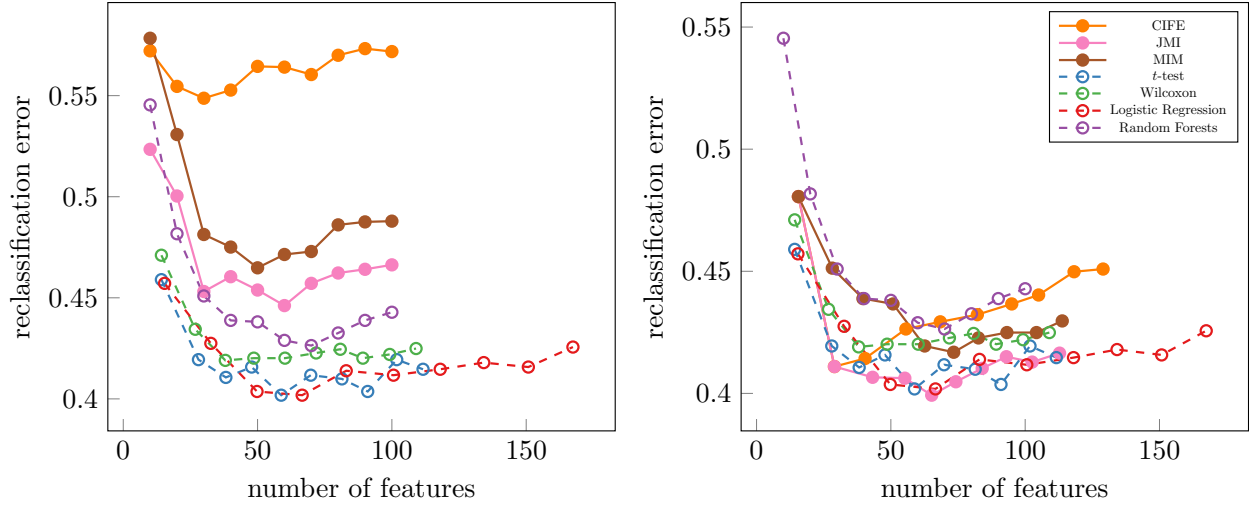 reclassification error
0.55
0.5
0.45
0.4
0
50
100
150
number of features
reclassification error
0.55
0.5
0.45
0.4
0
50
100
150
number of features
CIFE
JMI
MIM
t-test
Wilcoxon
Logistic Regression
Random Forests